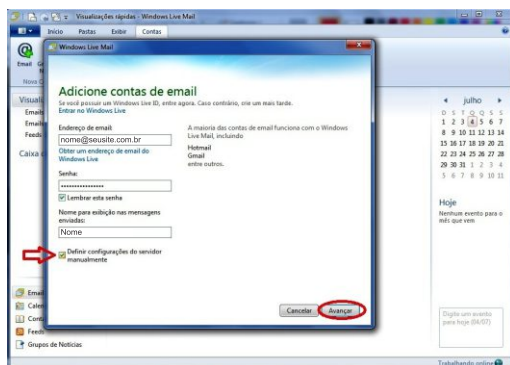 Visualizações rápidas - Windows Live Mail
Início Pastas Exibir Contas
Email
Windows Live Mail
Adicione contas de email
Se você possuir um Windows Live ID, entre agora. Caso contrário, crie um mais tarde.
Entrar no Windows Live
Endereço de email:
nome@seusite.com.br
Obter um endereço de email do
Windows Live
Senha:
••••••••••••••••
Lembrar esta senha
Nome para exibição nas mensagens
enviadas:
Nome
Definir configurações do servidor
manualmente
A maioria das contas de email funciona com o Windows
Live Mail, incluindo
Hotmail
Gmail
entre outros.
Cancelar Avançar
Feeds
Caixa
Email
Feeds
Grupos de Notícias
julho
D S T Q Q S S
1 2 3 4 5 6 7
8 9 10 11 12 13 14
15 16 17 18 19 20 21
22 23 24 25 26 27 28
29 30 31 1 2 3 4
5 6 7 8 9 10 11
Hoje
Nenhum evento para o
mês que vem
Digite um evento
para hoje (04/07)
Trabalhando online